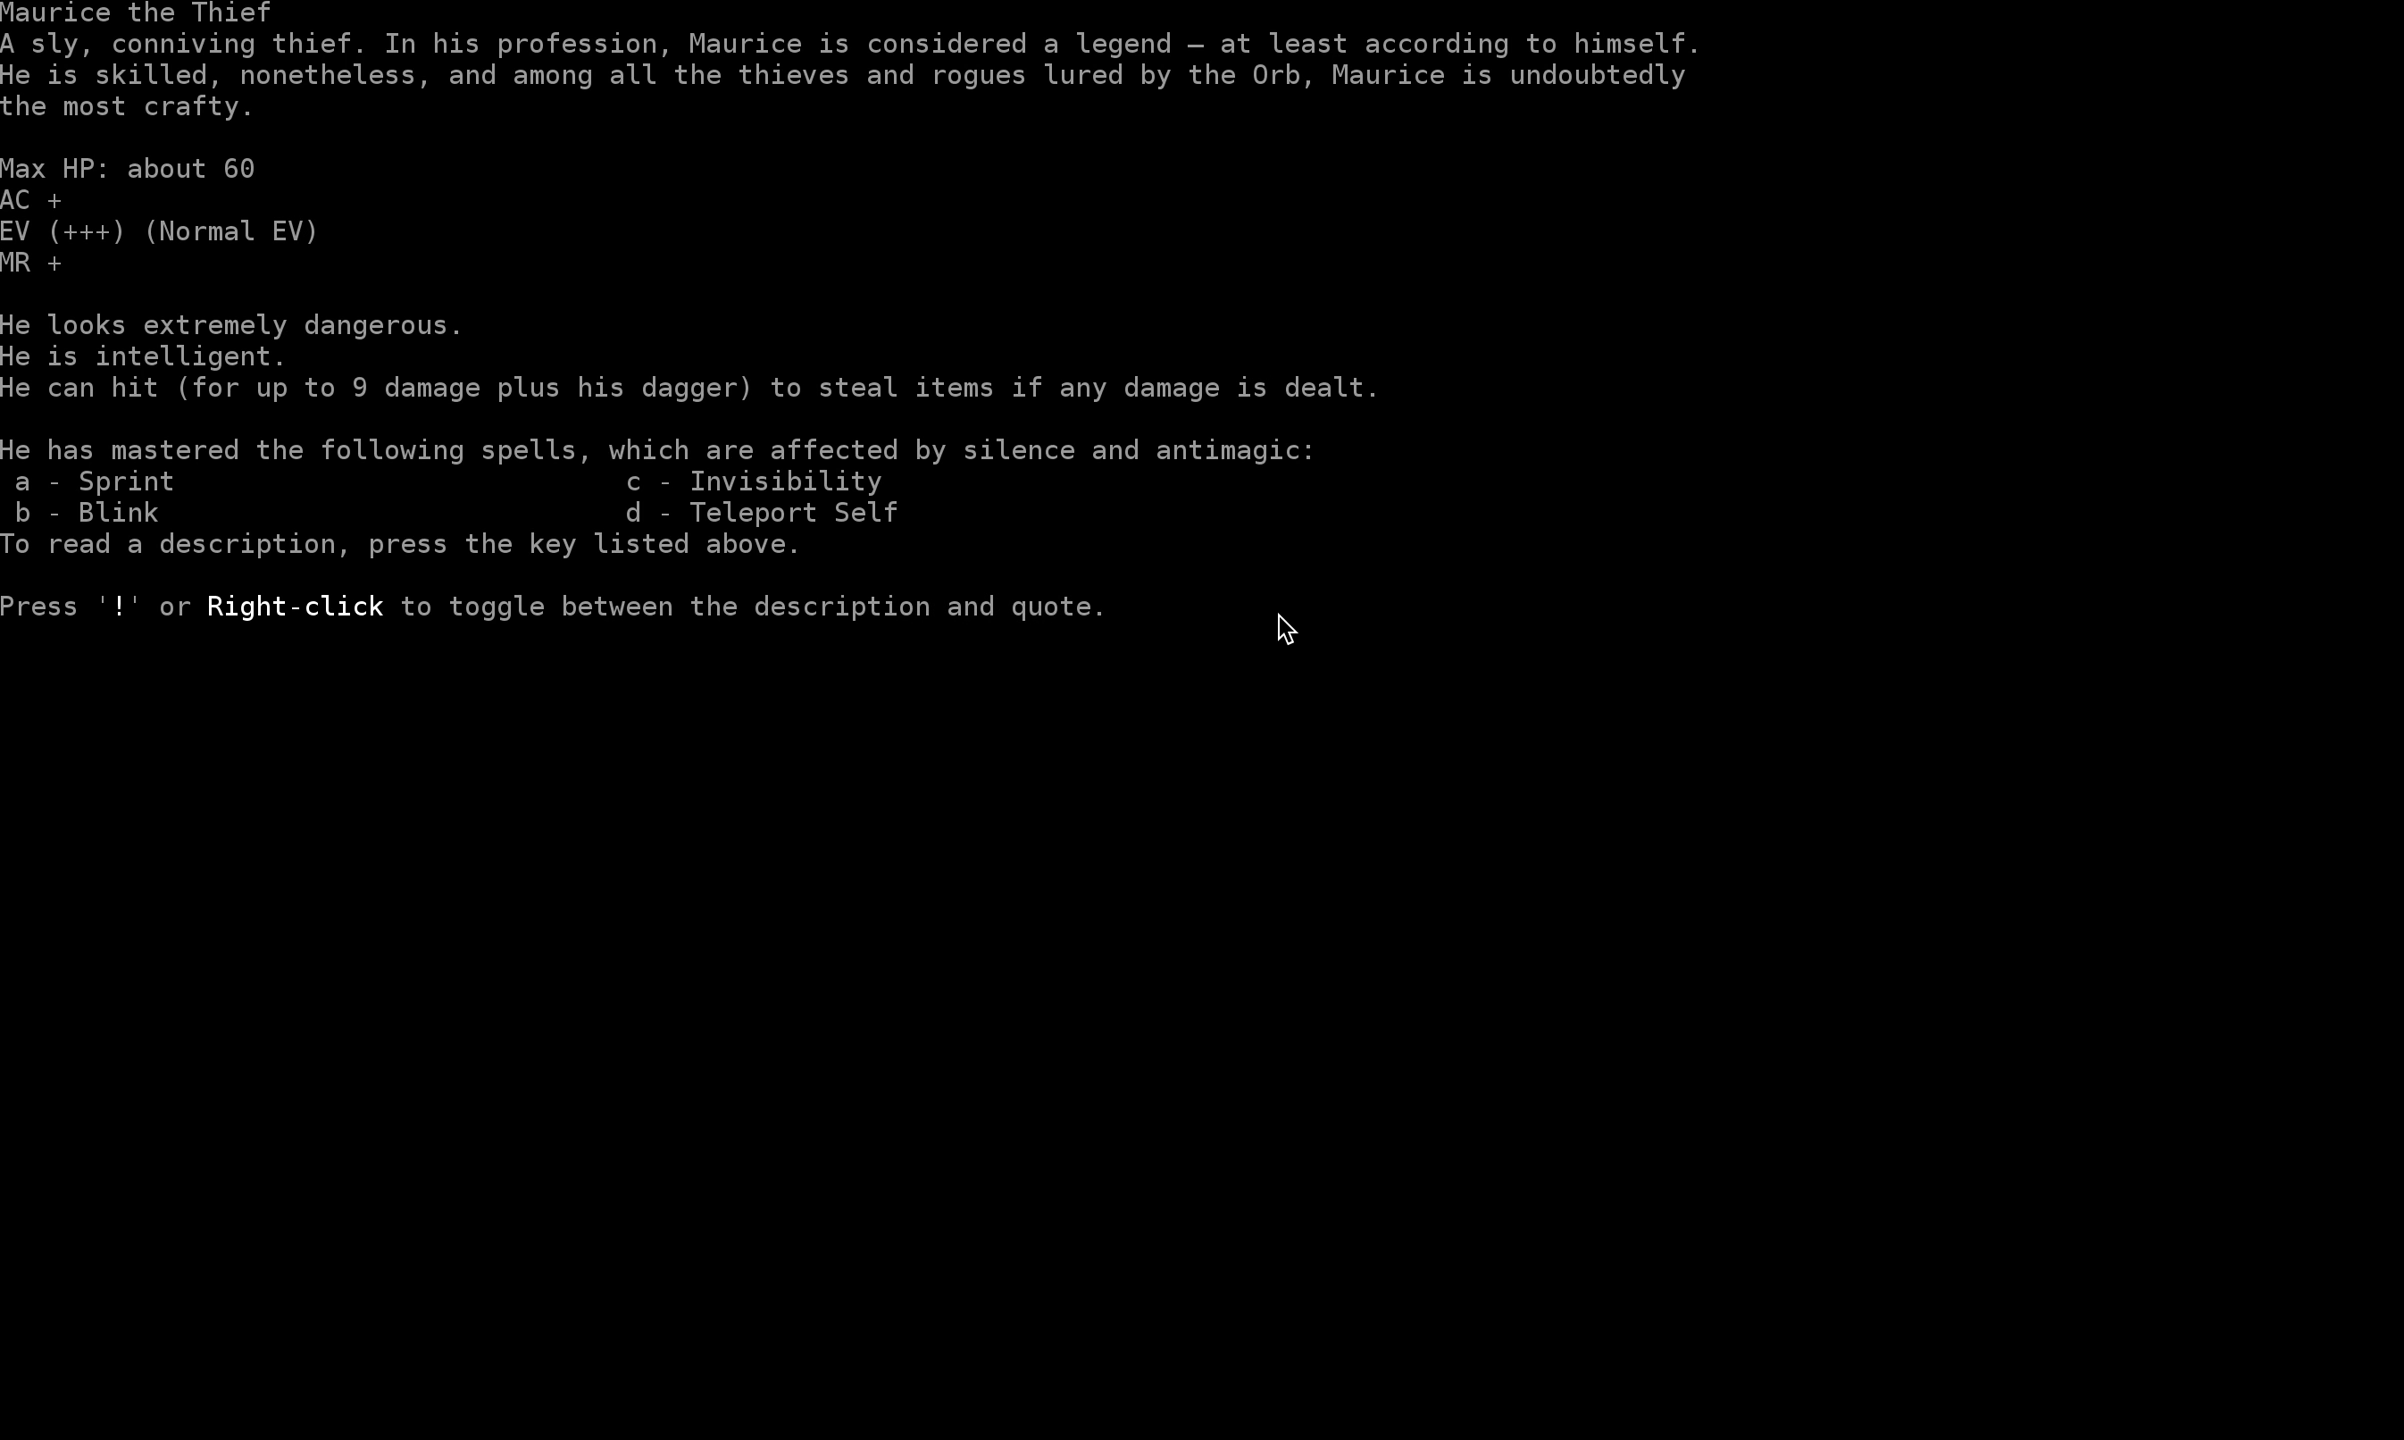 Maurice the Thief
A sly, conniving thief. In his profession, Maurice is considered a legend – at least according to himself.
He is skilled, nonetheless, and among all the thieves and rogues lured by the Orb, Maurice is undoubtedly
the most crafty.
Max HP: about 60
AC +
EV (+++) (Normal EV)
MR +
He looks extremely dangerous.
He is intelligent.
He can hit (for up to 9 damage plus his dagger) to steal items if any damage is dealt.
He has mastered the following spells, which are affected by silence and antimagic:
a - Sprint c - Invisibility
b - Blink d - Teleport Self
To read a description, press the key listed above.
Press '!' or Right-click to toggle between the description and quote.